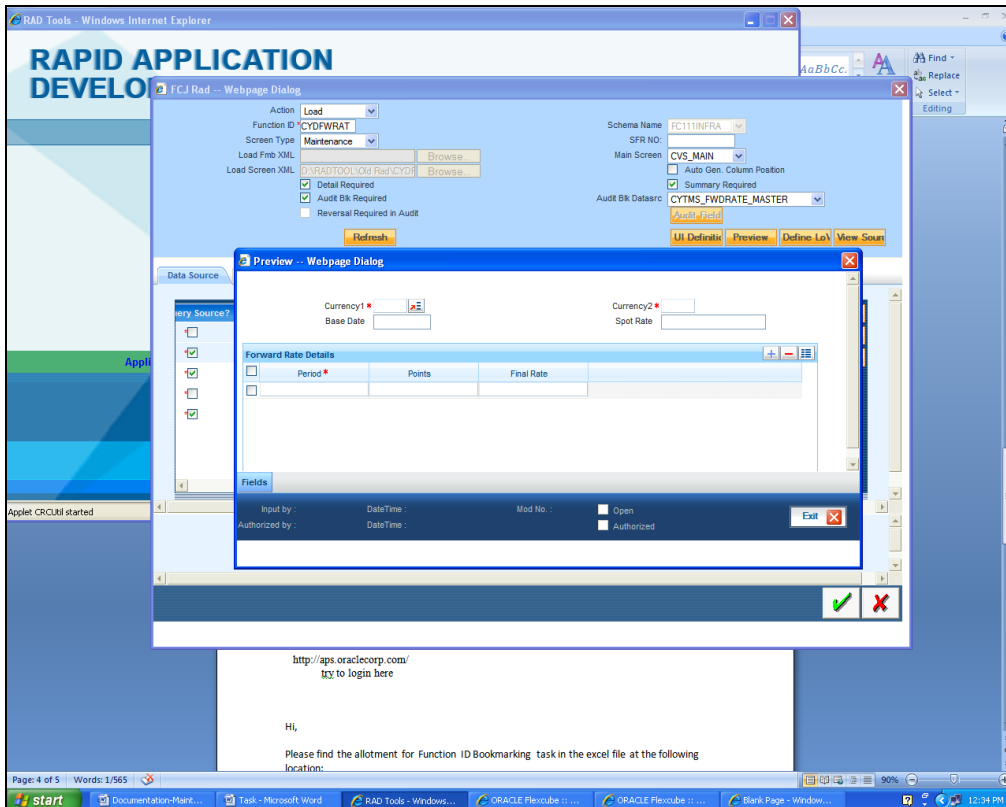 RAD Tools - Windows Internet Explorer
RAPID APPLICATION
DEVELO
AaBbCc.
Find
Replace
Select
Editing
FCJ Rad -- Webpage Dialog
Action Load
Function ID *CYDFWRAT
Schema Name FC111INFRA
Screen Type Maintenance
SFR NO:
Load Fmb XML Browse...
Main Screen CVS_MAIN
Load Screen XML D:\RADTOOL\Old Rad\CYDF Browse...
Auto Gen. Column Position
Detail Required
Summary Required
Audit Blk Required
Audit Blk Datasrc CYTMS_FWDRATE_MASTER
Reversal Required in Audit
Audit Field
Refresh
UI Definitic Preview Define LoV View Sour
Preview -- Webpage Dialog
Data Source
ery Source?
Currency1 *
Currency2 *
Base Date
Spot Rate
Forward Rate Details
Period * Points Final Rate
Appli
Fields
Input by : DateTime : Mod No. : Open
Authorized by : DateTime : Authorized
Exit
Applet CRCUtil started
http://aps.oraclecorp.com/
try to login here
Hi,
Please find the allotment for Function ID Bookmarking task in the excel file at the following
location:
Page: 4 of 5 Words: 1/565 90%
start Documentation-Maint... Task - Microsoft Word RAD Tools - Windows... ORACLE Flexcube :: ... ORACLE Flexcube :: ... Blank Page - Window... 12:34 PM